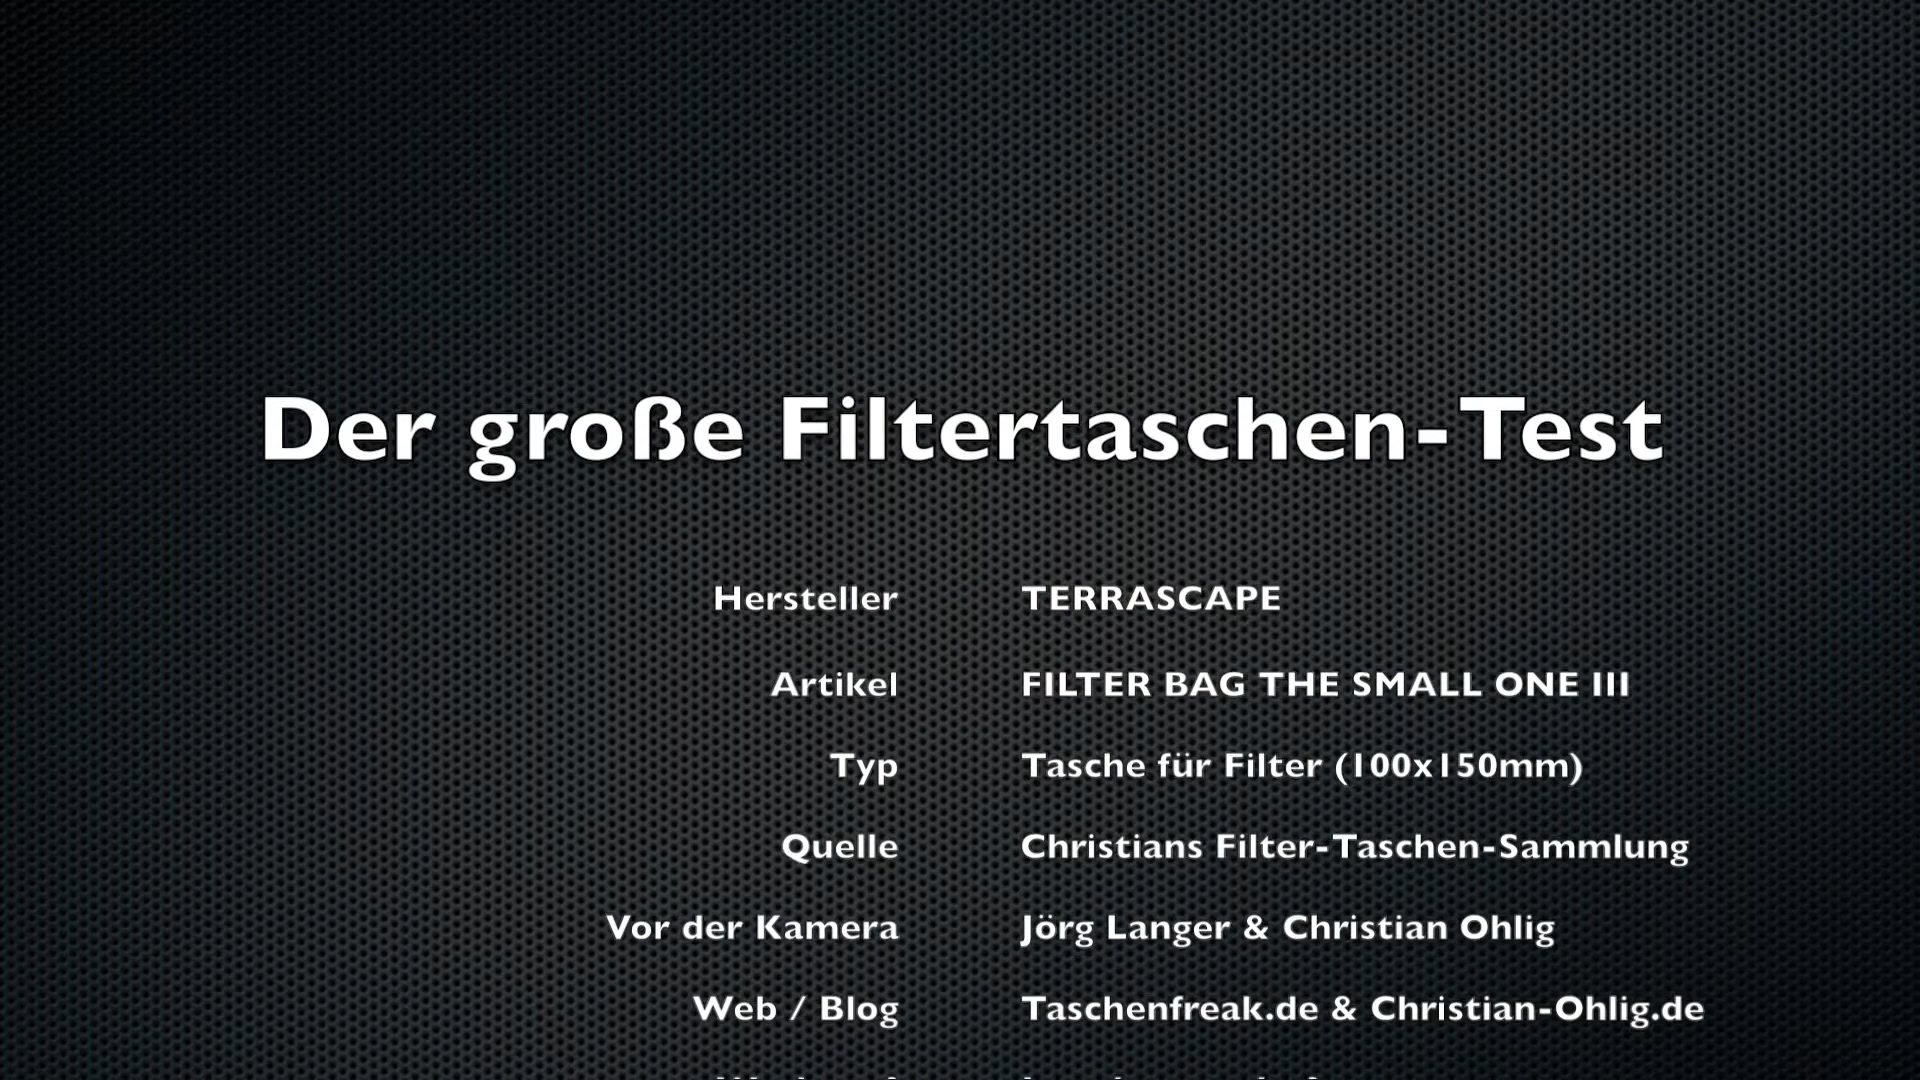 Der große Filtertaschen-Test
Hersteller TERRASCAPE
Artikel FILTER BAG THE SMALL ONE III
Typ Tasche für Filter (100x150mm)
Quelle Christians Filter-Taschen-Sammlung
Vor der Kamera Jörg Langer & Christian Ohlig
Web / Blog Taschenfreak.de & Christian-Ohlig.de